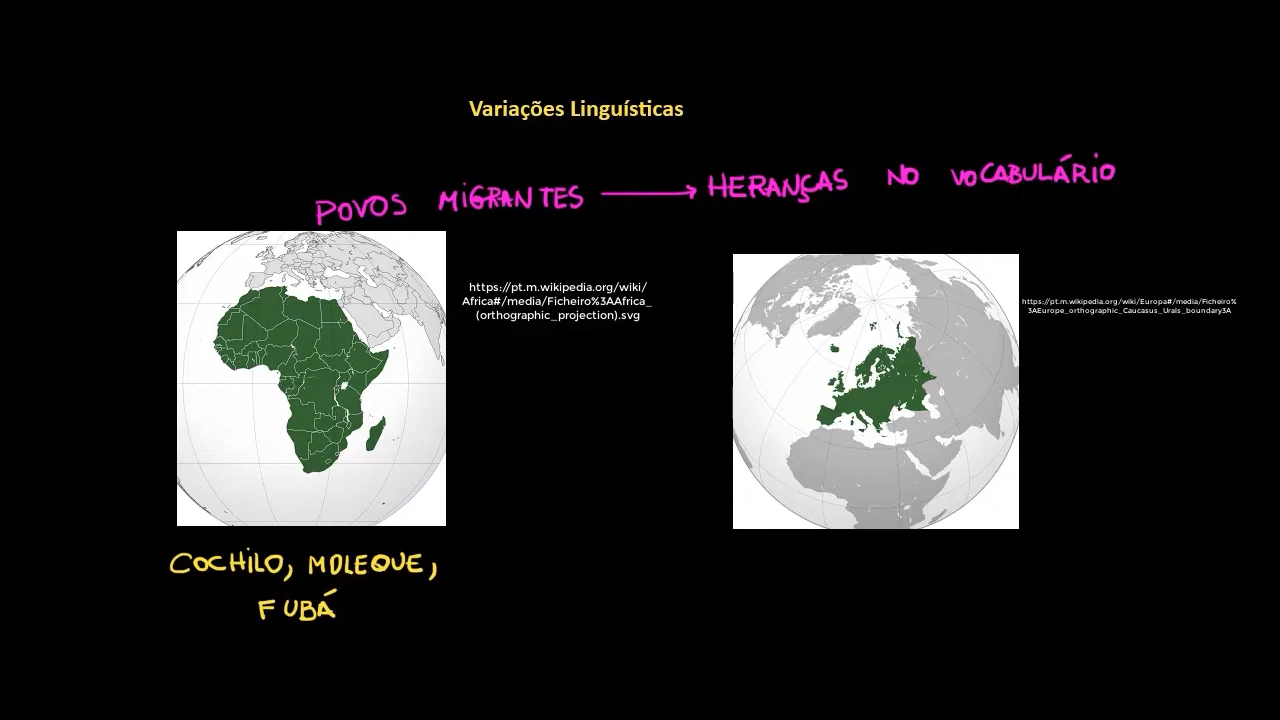 Variações Linguísticas
POVOS MIGRANTES → HERANÇAS NO VOCABULÁRIO
https://pt.m.wikipedia.org/wiki/
Africa#/media/Ficheiro%3AAfrica_
(orthographic_projection).svg
https://pt.m.wikipedia.org/wiki/Europa#/media/Ficheiro%
3AEurope_orthographic_Caucasus_Urals_boundary3A
COCHILO, MOLEQUE,
FUBÁ